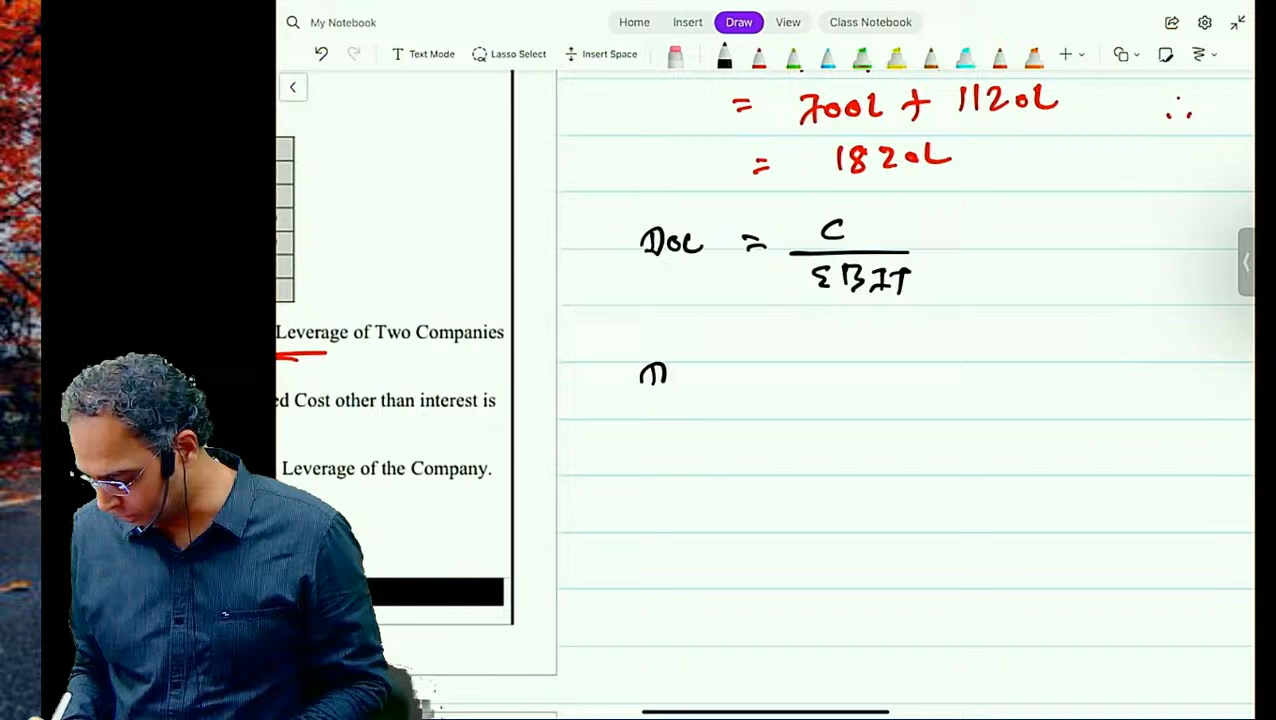 My Notebook
Home Insert Draw View Class Notebook
Text Mode Lasso Select Insert Space
= 700L + 1120L ∴
= 1820L
DOL = C
EBIT
Leverage of Two Companies
ed Cost other than interest is
Leverage of the Company.